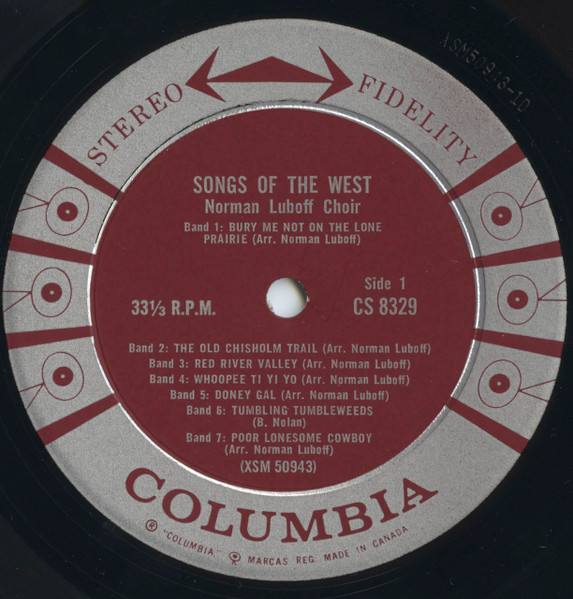 XSM50943-1D
STEREO FIDELITY
SONGS OF THE WEST
Norman Luboff Choir
Band 1: BURY ME NOT ON THE LONE
PRAIRIE (Arr. Norman Luboff)
Side 1
33⅓ R.P.M.
CS 8329
Band 2: THE OLD CHISHOLM TRAIL (Arr. Norman Luboff)
Band 3: RED RIVER VALLEY (Arr. Norman Luboff)
Band 4: WHOOPEE TI YI YO (Arr. Norman Luboff)
Band 5: DONEY GAL (Arr. Norman Luboff)
Band 6: TUMBLING TUMBLEWEEDS
(B. Nolan)
Band 7: POOR LONESOME COWBOY
(Arr. Norman Luboff)
(XSM 50943)
COLUMBIA
® "COLUMBIA" MARCAS REG. MADE IN CANADA